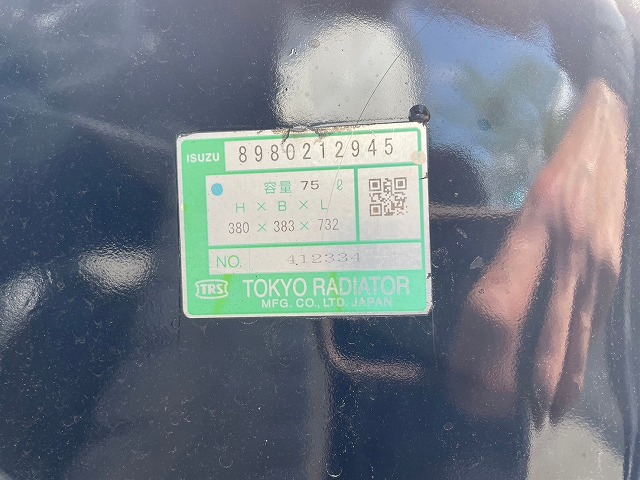 ISUZU 8980212945
容量 75 ℓ
H × B × L
380 × 383 × 732
NO. 412334
TRS TOKYO RADIATOR
MFG. CO., LTD. JAPAN